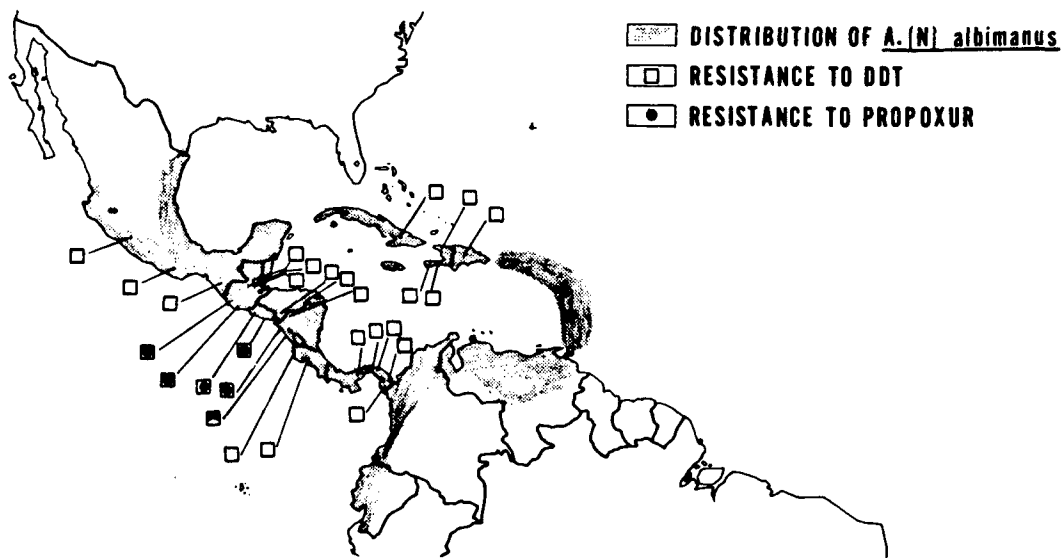 DISTRIBUTION OF A. (N) albimanus
RESISTANCE TO DDT
RESISTANCE TO PROPOXUR